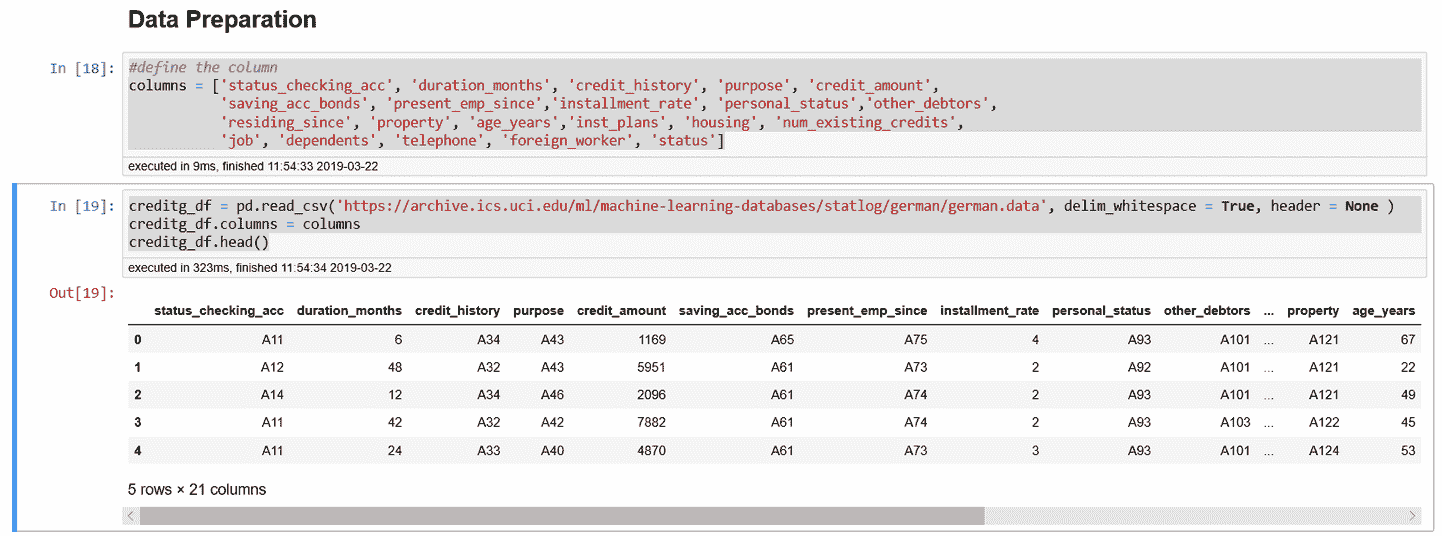 Data Preparation
In [18]:
#define the column
columns = ['status_checking_acc', 'duration_months', 'credit_history', 'purpose', 'credit_amount',
'saving_acc_bonds', 'present_emp_since','installment_rate', 'personal_status','other_debtors',
'residing_since', 'property', 'age_years','inst_plans', 'housing', 'num_existing_credits',
'job', 'dependents', 'telephone', 'foreign_worker', 'status']
executed in 9ms, finished 11:54:33 2019-03-22
In [19]:
creditg_df = pd.read_csv('https://archive.ics.uci.edu/ml/machine-learning-databases/statlog/german/german.data', delim_whitespace = True, header = None )
creditg_df.columns = columns
creditg_df.head()
executed in 323ms, finished 11:54:34 2019-03-22
Out[19]:
status_checking_acc duration_months credit_history purpose credit_amount saving_acc_bonds present_emp_since installment_rate personal_status other_debtors ... property age_years
0 A11 6 A34 A43 1169 A65 A75 4 A93 A101 ... A121 67
1 A12 48 A32 A43 5951 A61 A73 2 A92 A101 ... A121 22
2 A14 12 A34 A46 2096 A61 A74 2 A93 A101 ... A121 49
3 A11 42 A32 A42 7882 A61 A74 2 A93 A103 ... A122 45
4 A11 24 A33 A40 4870 A61 A73 3 A93 A101 ... A124 53
5 rows × 21 columns